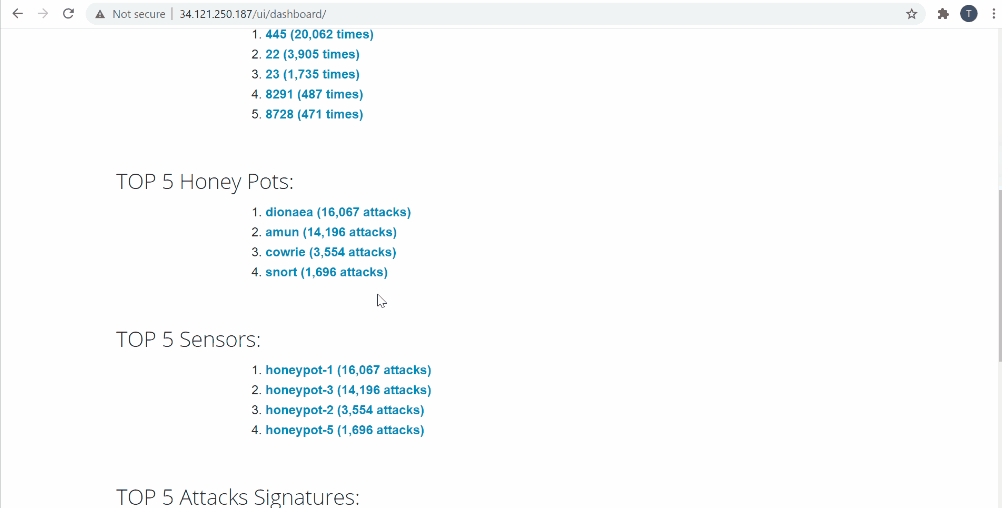 Not secure | 34.121.250.187/ui/dashboard/
T
1. 445 (20,062 times)
2. 22 (3,905 times)
3. 23 (1,735 times)
4. 8291 (487 times)
5. 8728 (471 times)
TOP 5 Honey Pots:
1. dionaea (16,067 attacks)
2. amun (14,196 attacks)
3. cowrie (3,554 attacks)
4. snort (1,696 attacks)
TOP 5 Sensors:
1. honeypot-1 (16,067 attacks)
2. honeypot-3 (14,196 attacks)
3. honeypot-2 (3,554 attacks)
4. honeypot-5 (1,696 attacks)
TOP 5 Attacks Signatures: